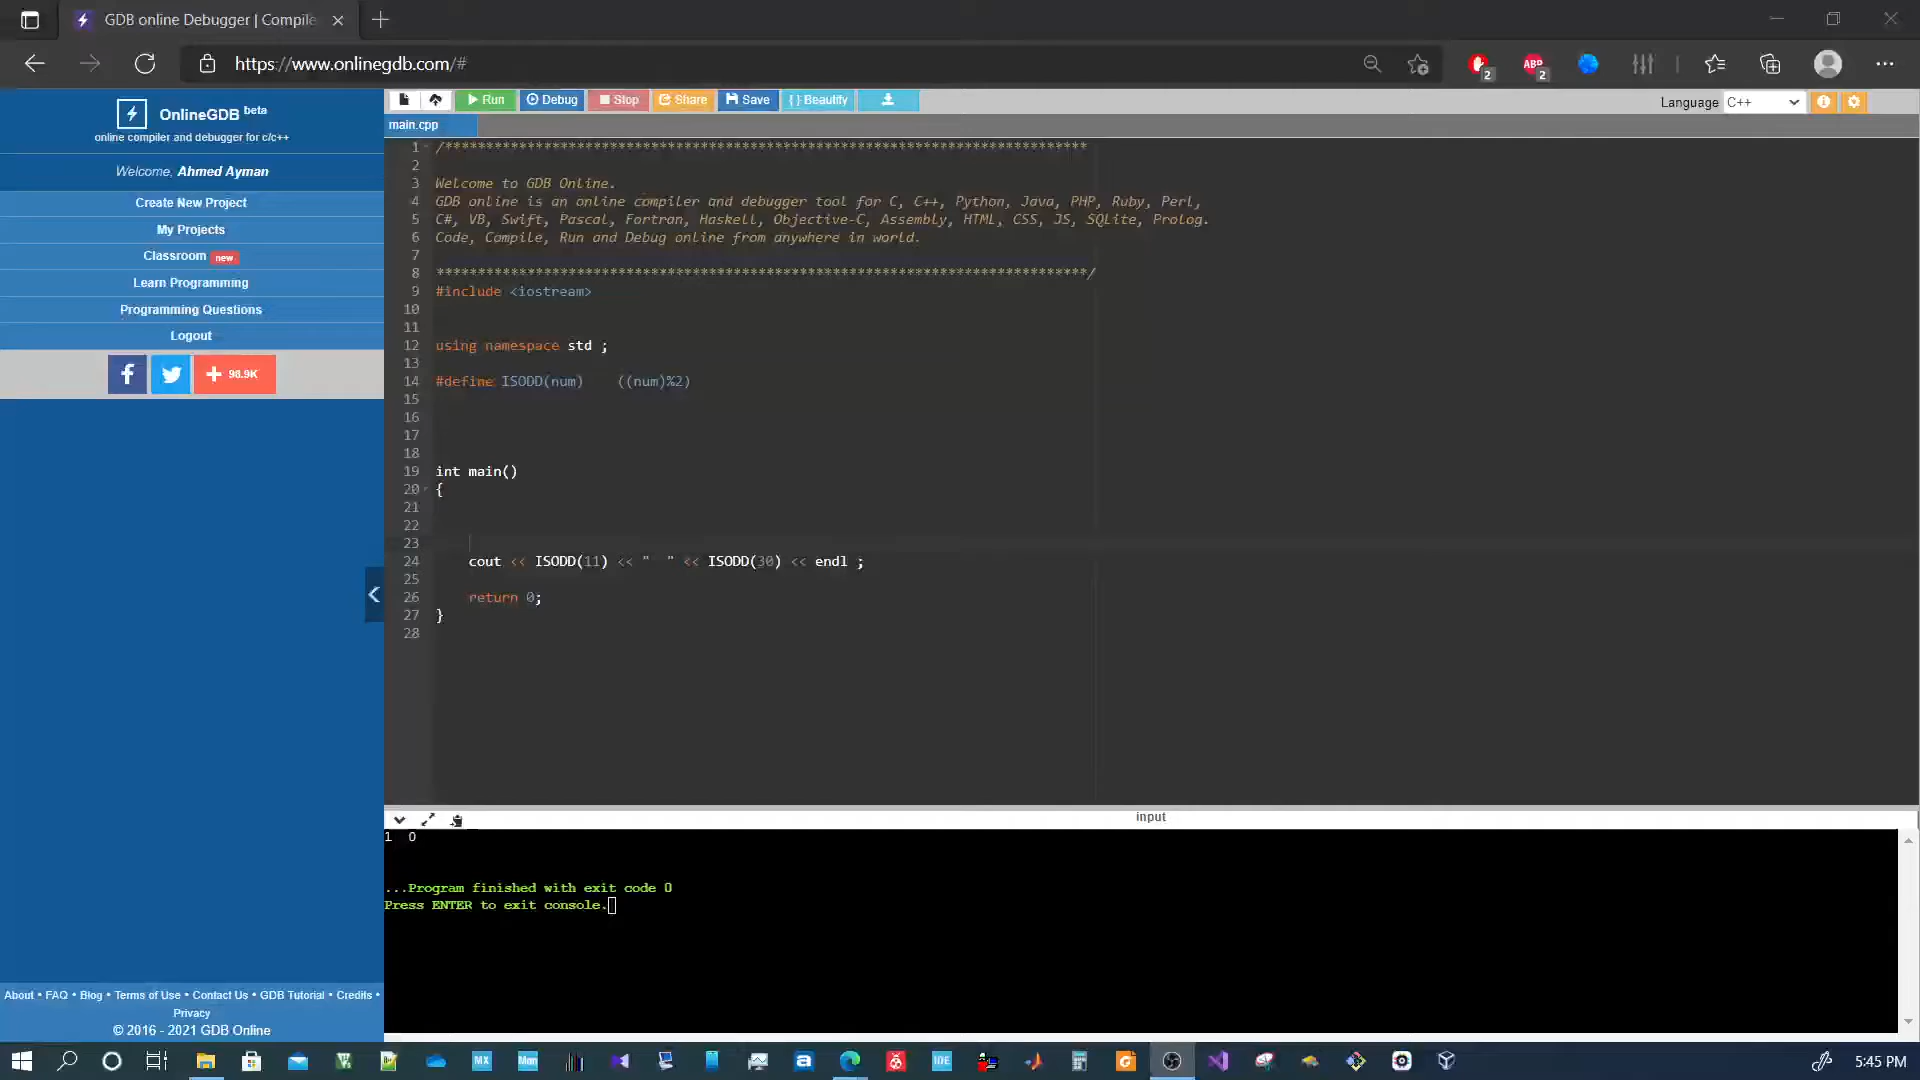 GDB online Debugger | Compile
https://www.onlinegdb.com/#
2
ABP
2
OnlineGDB beta
online compiler and debugger for c/c++
Welcome, Ahmed Ayman
Create New Project
My Projects
Classroom new
Learn Programming
Programming Questions
Logout
98.9K
Run
Debug
Stop
Share
Save
{ } Beautify
Language C++
main.cpp
1 /******************************************************************************
2
3 Welcome to GDB Online.
4 GDB online is an online compiler and debugger tool for C, C++, Python, Java, PHP, Ruby, Perl,
5 C#, VB, Swift, Pascal, Fortran, Haskell, Objective-C, Assembly, HTML, CSS, JS, SQLite, Prolog.
6 Code, Compile, Run and Debug online from anywhere in world.
7
8 *******************************************************************************/
9 #include <iostream>
10
11
12 using namespace std ;
13
14 #define ISODD(num)    ((num)%2)
15
16
17
18
19 int main()
20 {
21
22
23
24 cout << ISODD(11) << "  " << ISODD(30) << endl ;
25
26 return 0;
27 }
28
input
1  0
...Program finished with exit code 0
Press ENTER to exit console.
About • FAQ • Blog • Terms of Use • Contact Us • GDB Tutorial • Credits •
Privacy
© 2016 - 2021 GDB Online
MX
Mon
IDE
5:45 PM